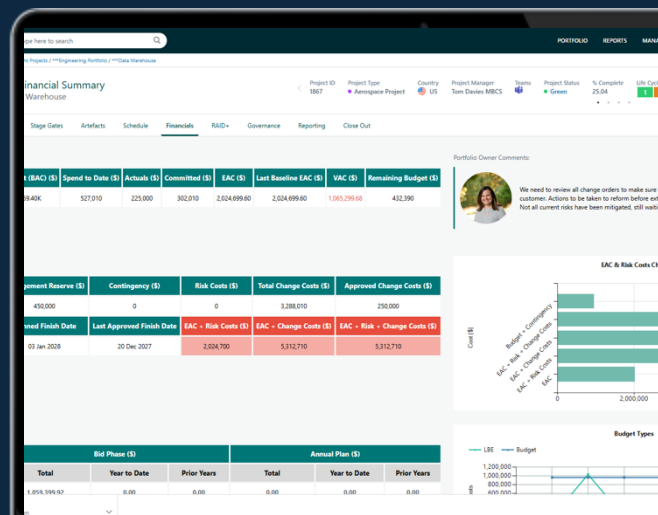 ype here to search
PORTFOLIO REPORTS MANA
Projects / ***Engineering Portfolio / ***Data Warehouse
inancial Summary
Warehouse
Project ID Project Type Country Project Manager Teams Project Status % Complete Life Cycl
1867 Aerospace Project US Tom Davies MBCS Green 25.04 1
Stage Gates Artefacts Schedule Financials RAID+ Governance Reporting Close Out
Portfolio Owner Comments:
t (BAC) ($) Spend to Date ($) Actuals ($) Committed ($) EAC ($) Last Baseline EAC ($) VAC ($) Remaining Budget ($)
59.40K 527,010 225,000 302,010 2,024,699.60 2,024,699.60 1,065,299.68 432,390
We need to review all change orders to make sure
customer. Actions to be taken to reform before ext
Not all current risks have been mitigated, still waiti
gement Reserve ($) Contingency ($) Risk Costs ($) Total Change Costs ($) Approved Change Costs ($)
450,000 0 0 3,288,010 250,000
nned Finish Date Last Approved Finish Date EAC + Risk Costs ($) EAC + Change Costs ($) EAC + Risk + Change Costs ($)
03 Jan 2028 20 Dec 2027 2,024,700 5,312,710 5,312,710
EAC & Risk Costs Ch
Cost ($)
Budget + Contingency
EAC + Risk + Change Costs
EAC + Change Costs
EAC + Risk Costs
EAC
0 2,000,000
Bid Phase ($) Annual Plan ($)
Total Year to Date Prior Years Total Year to Date Prior Years
1,059,399.92 0.00 0.00 0.00 0.00 0.00
Budget Types
LBE Budget
1,200,000
1,000,000
800,000
600,000